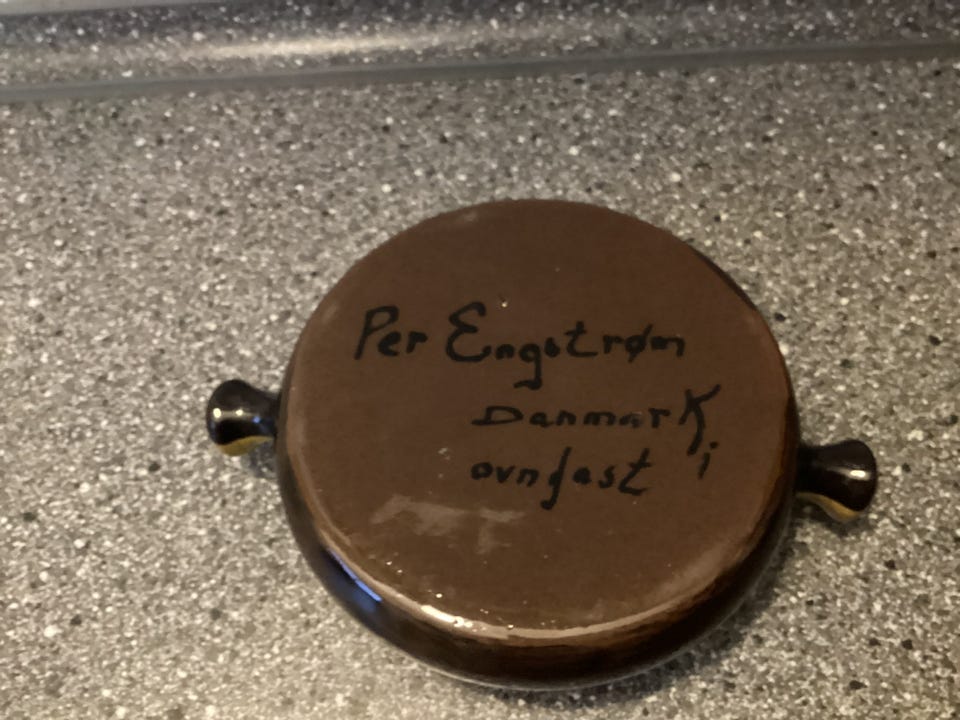 Per Engstrøm
Danmark
ovnfast i